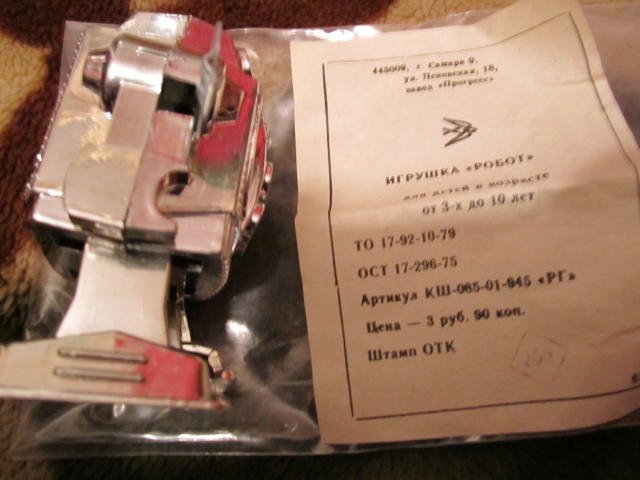 443009, г. Самара 9,
ул. Псковская, 18,
завод «Прогресс»
ИГРУШКА «РОБОТ»
для детей в возрасте
от 3-х до 10 лет
ТО 17-92-10-79
ОСТ 17-296-75
Артикул КШ-085-01-945 «РГ»
Цена — 3 руб. 90 коп.
Штамп ОТК